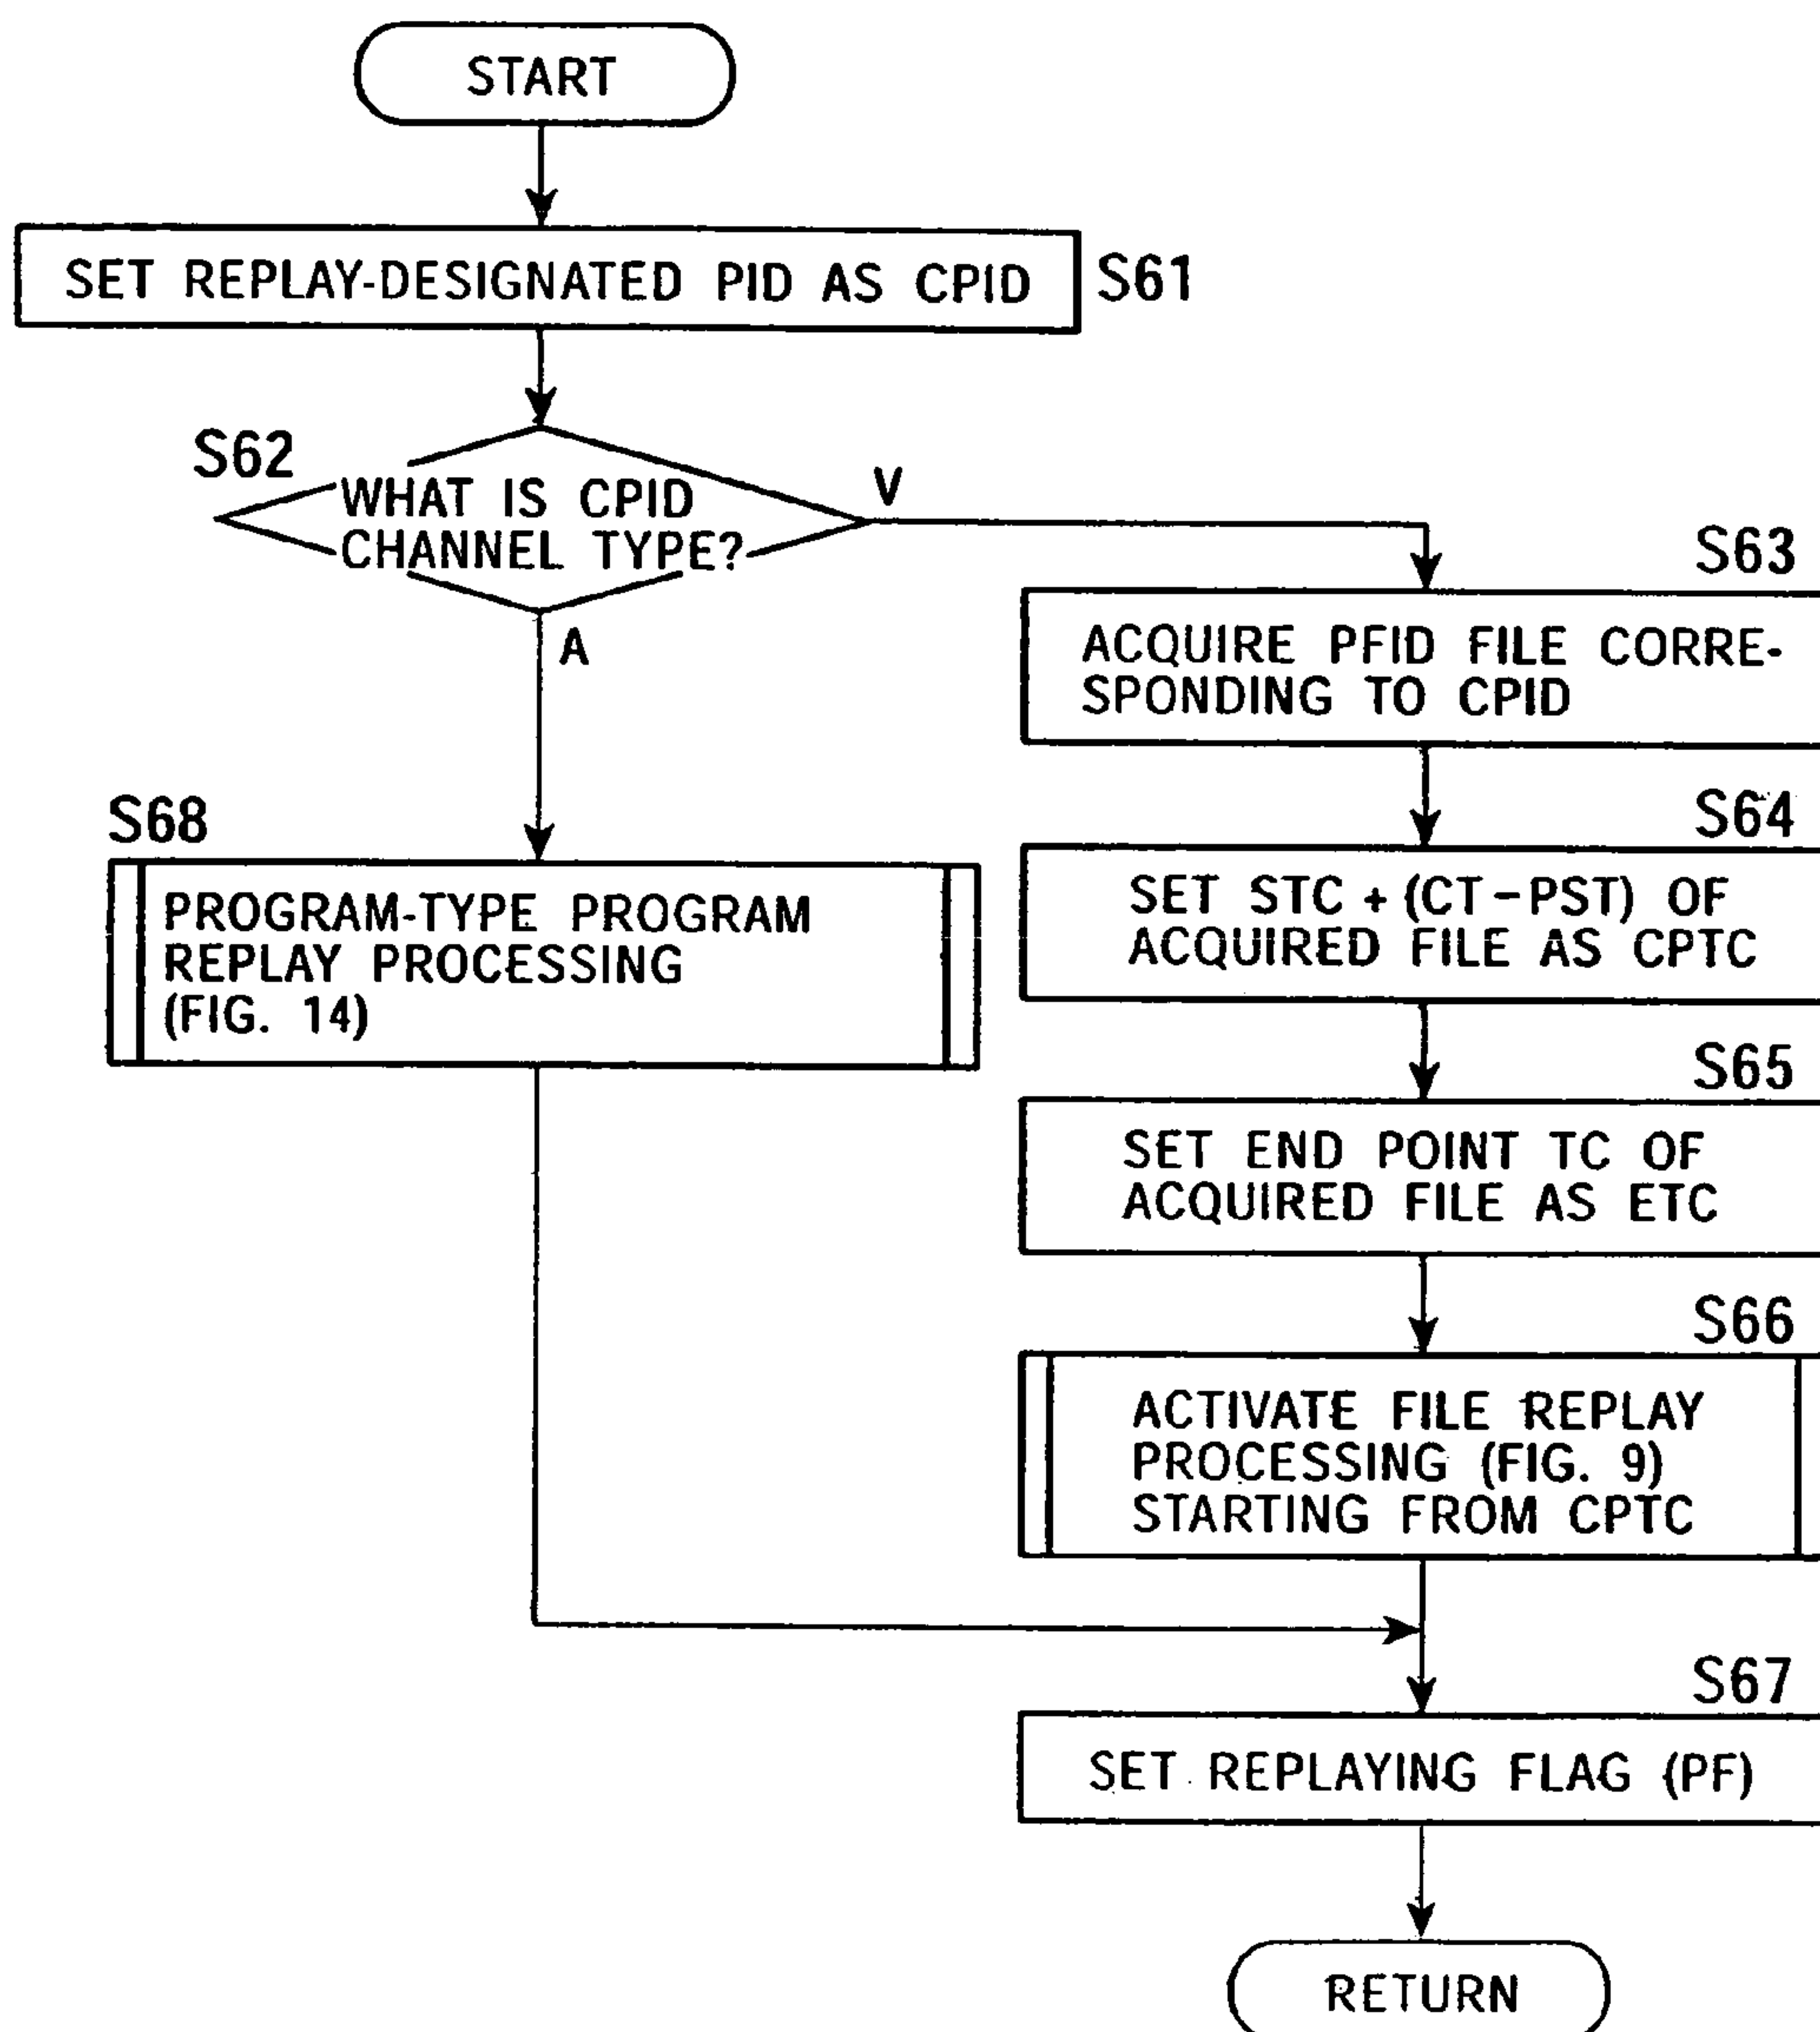 START
SET REPLAY-DESIGNATED PID AS CPID
S61
S62
WHAT IS CPID
CHANNEL TYPE?
V
A
S63
ACQUIRE PFID FILE CORRE-
SPONDING TO CPID
S64
SET STC + (CT-PST) OF
ACQUIRED FILE AS CPTC
S65
SET END POINT TC OF
ACQUIRED FILE AS ETC
S66
ACTIVATE FILE REPLAY
PROCESSING (FIG. 9)
STARTING FROM CPTC
S68
PROGRAM-TYPE PROGRAM
REPLAY PROCESSING
(FIG. 14)
S67
SET REPLAYING FLAG (PF)
RETURN